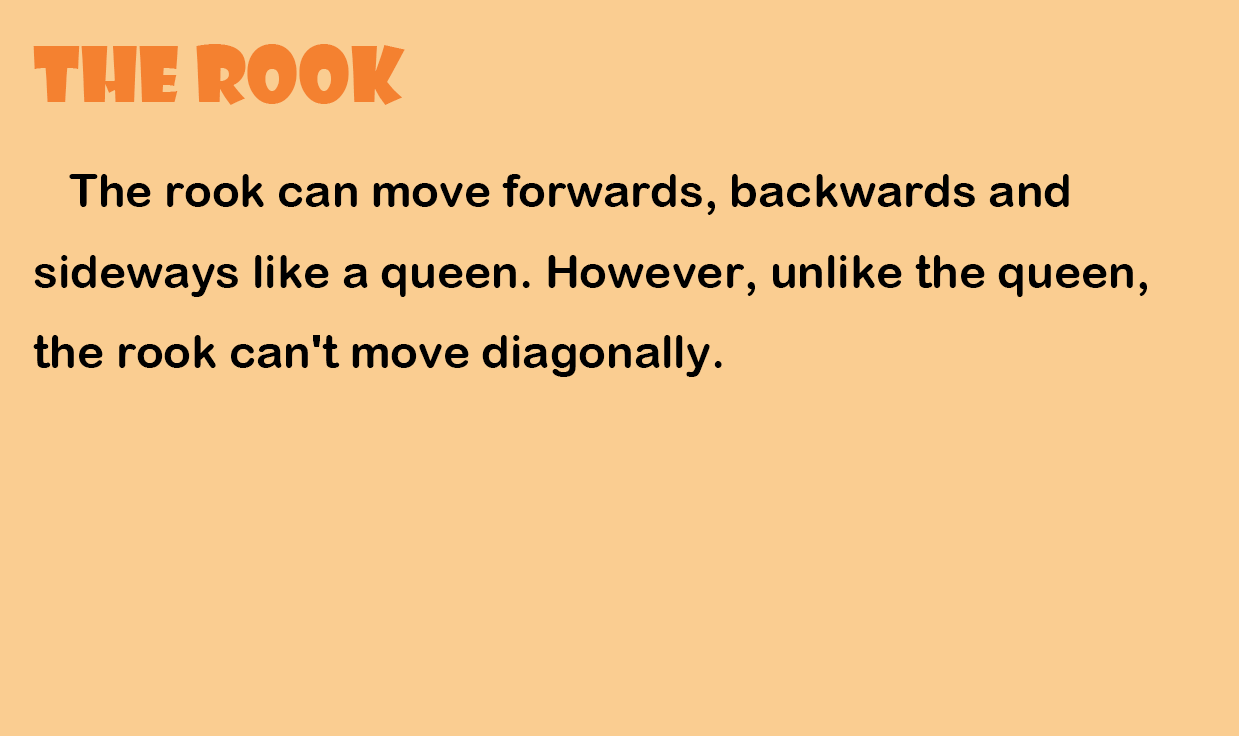 THE ROOK
The rook can move forwards, backwards and
sideways like a queen. However, unlike the queen,
the rook can't move diagonally.